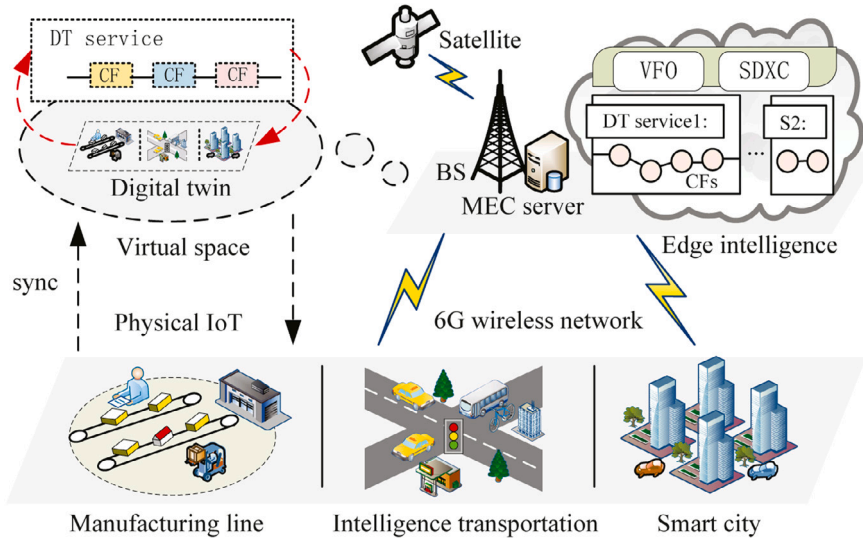 DT service
CF CF CF
Digital twin
Virtual space
sync
Physical IoT
Satellite
BS
MEC server
VFO SDXC
DT service1: S2:
...
CFs
Edge intelligence
6G wireless network
Manufacturing line
Intelligence transportation
Smart city